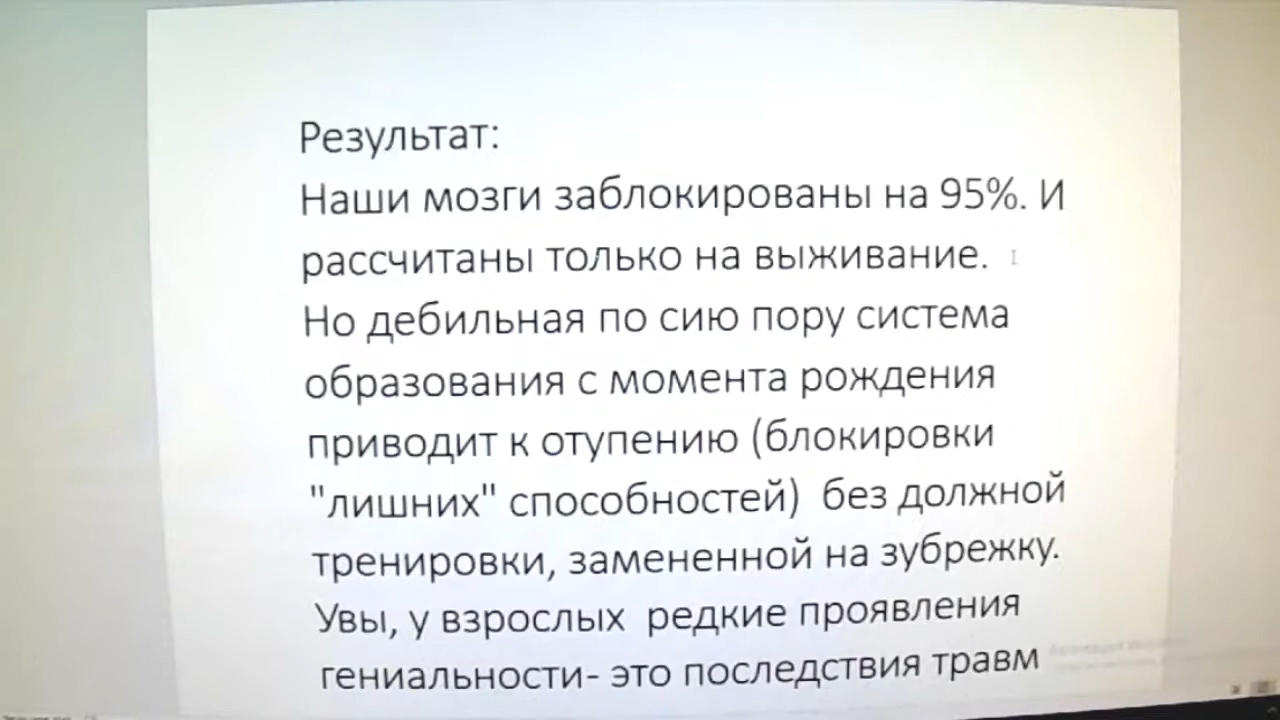 Результат:
Наши мозги заблокированы на 95%. И
рассчитаны только на выживание.
Но дебильная по сию пору система
образования с момента рождения
приводит к отупению (блокировки
"лишних" способностей)  без должной
тренировки, замененной на зубрежку.
Увы, у взрослых  редкие проявления
гениальности- это последствия травм